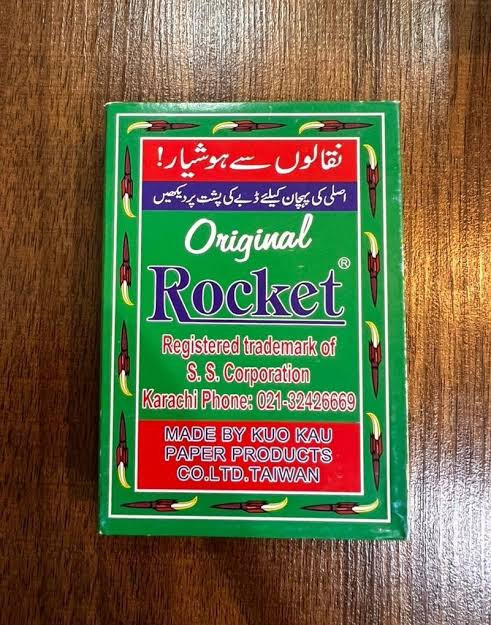 نقالوں سے ہوشیار!
اصلی کی پہچان کیلئے ڈبے کی پشت پر دیکھیں
Original
Rocket®
Registered trademark of
S. S. Corporation
Karachi Phone: 021-32426669
MADE BY KUO KAU
PAPER PRODUCTS
CO.LTD.TAIWAN